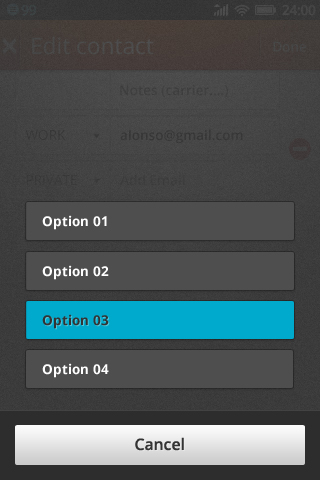 99 24:00
Edit contact Done
Notes (carrier,...)
WORK alonso@gmail.com
PRIVATE Add Email
Option 01
Option 02
Option 03
Option 04
Cancel